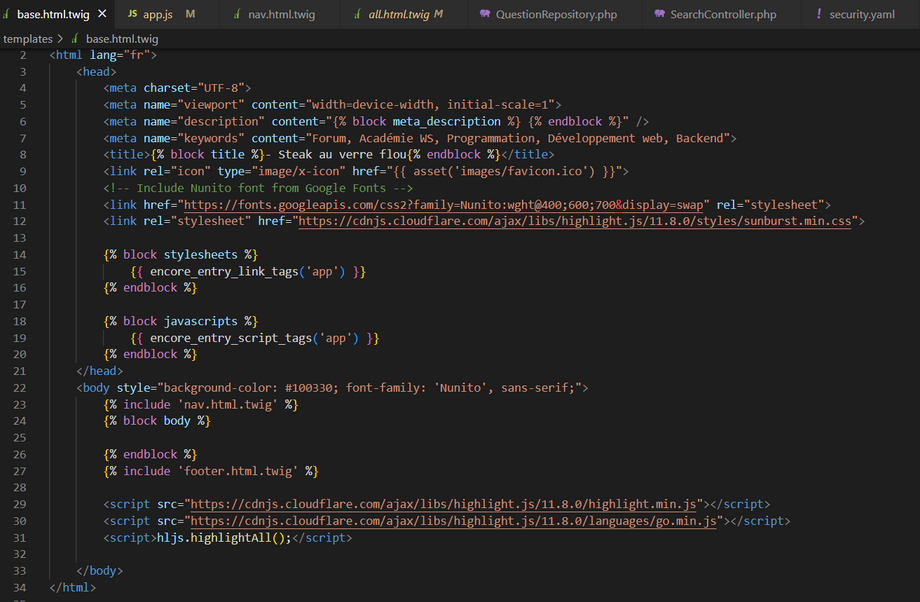 base.html.twig × JS app.js M nav.html.twig all.html.twig M QuestionRepository.php SearchController.php ! security.yaml
templates > base.html.twig
2 <html lang="fr">
3 <head>
4 <meta charset="UTF-8">
5 <meta name="viewport" content="width=device-width, initial-scale=1">
6 <meta name="description" content="{% block meta_description %} {% endblock %}" />
7 <meta name="keywords" content="Forum, Académie WS, Programmation, Développement web, Backend">
8 <title>{% block title %}- Steak au verre flou{% endblock %}</title>
9 <link rel="icon" type="image/x-icon" href="{{ asset('images/favicon.ico') }}">
10 <!-- Include Nunito font from Google Fonts -->
11 <link href="https://fonts.googleapis.com/css2?family=Nunito:wght@400;600;700&display=swap" rel="stylesheet">
12 <link rel="stylesheet" href="https://cdnjs.cloudflare.com/ajax/libs/highlight.js/11.8.0/styles/sunburst.min.css">
13
14 {% block stylesheets %}
15 {{ encore_entry_link_tags('app') }}
16 {% endblock %}
17
18 {% block javascripts %}
19 {{ encore_entry_script_tags('app') }}
20 {% endblock %}
21 </head>
22 <body style="background-color: #100330; font-family: 'Nunito', sans-serif;">
23 {% include 'nav.html.twig' %}
24 {% block body %}
25
26 {% endblock %}
27 {% include 'footer.html.twig' %}
28
29 <script src="https://cdnjs.cloudflare.com/ajax/libs/highlight.js/11.8.0/highlight.min.js"></script>
30 <script src="https://cdnjs.cloudflare.com/ajax/libs/highlight.js/11.8.0/languages/go.min.js"></script>
31 <script>hljs.highlightAll();</script>
32
33 </body>
34 </html>